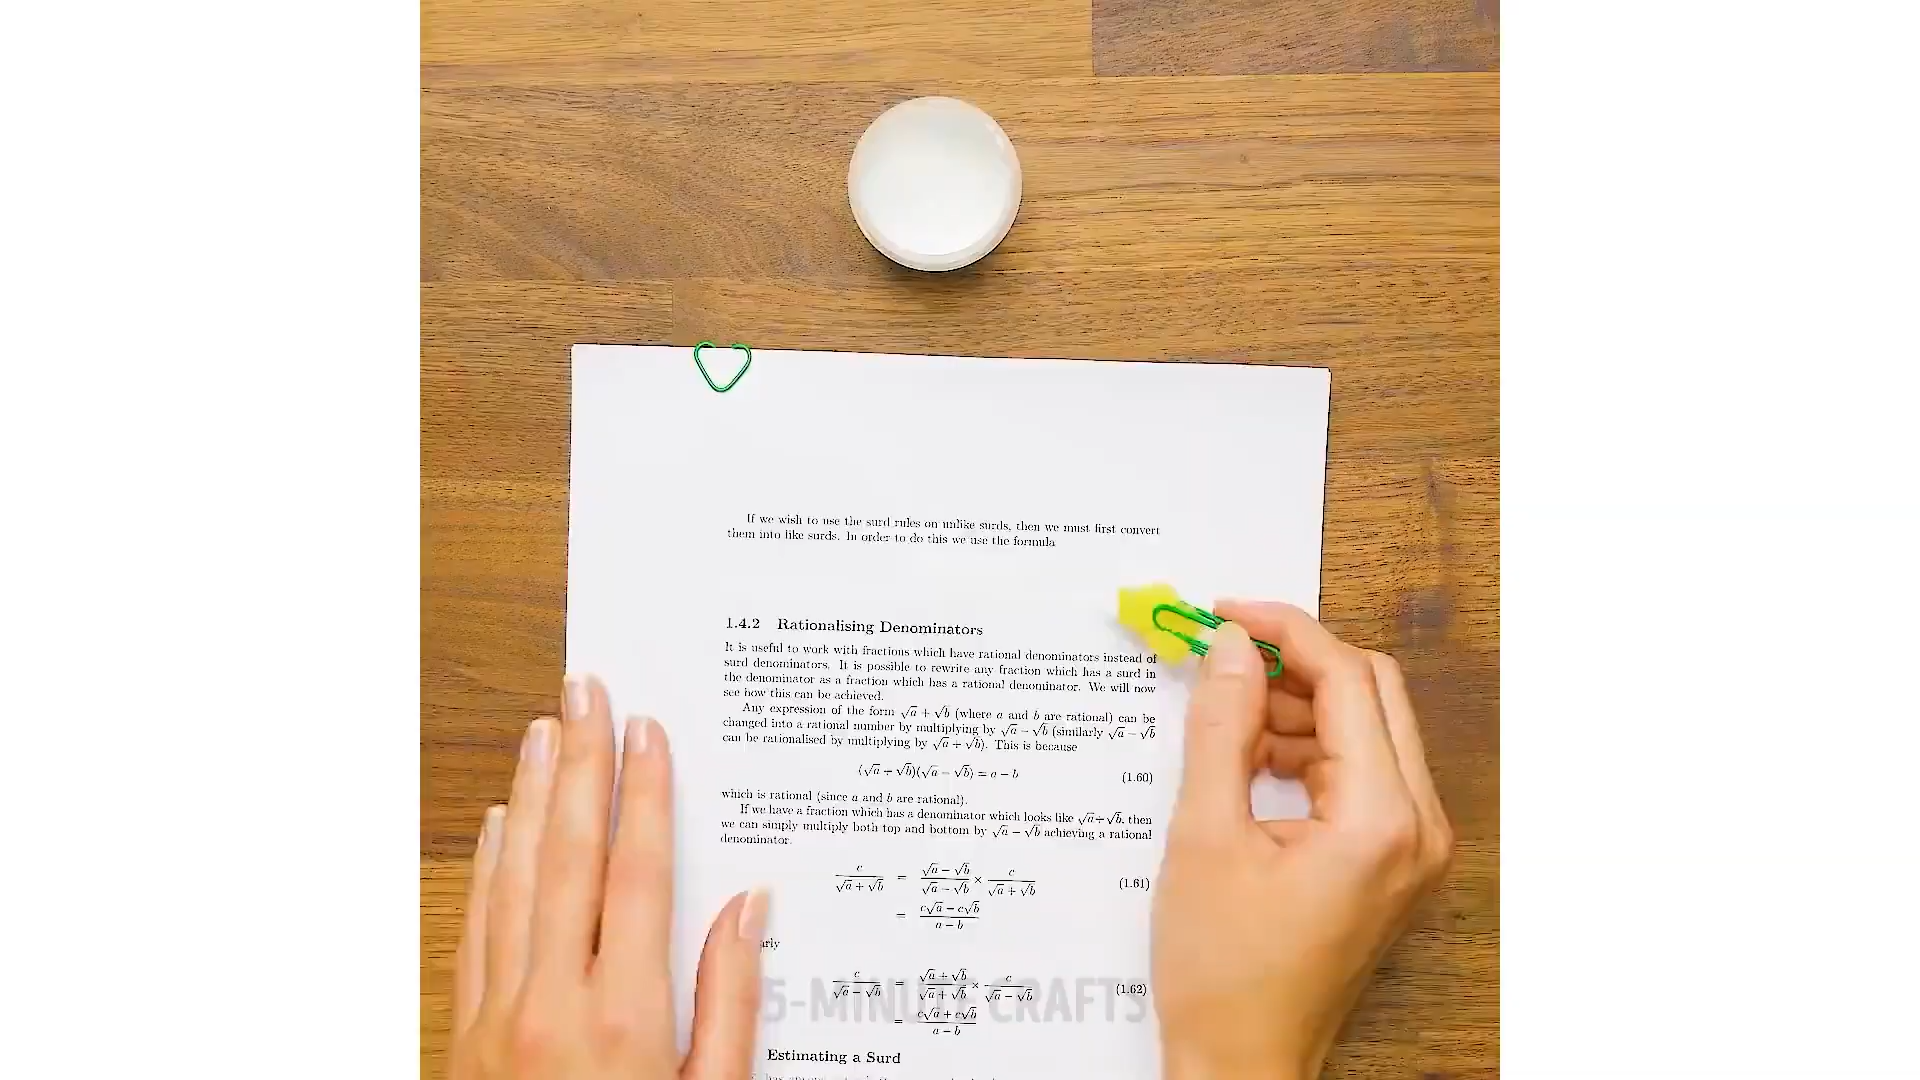 If we wish to use the surd rules on unlike surds, then we must first convert
them into like surds. In order to do this we use the formula
1.4.2 Rationalising Denominators
It is useful to work with fractions which have rational denominators instead of
surd denominators. It is possible to rewrite any fraction which has a surd in
the denominator as a fraction which has a rational denominator. We will now
see how this can be achieved.
Any expression of the form √a + √b (where a and b are rational) can be
changed into a rational number by multiplying by √a − √b (similarly √a − √b
can be rationalised by multiplying by √a + √b). This is because
(√a + √b)(√a − √b) = a − b (1.60)
which is rational (since a and b are rational).
If we have a fraction which has a denominator which looks like √a+√b, then
we can simply multiply both top and bottom by √a − √b achieving a rational
denominator.
c/(√a + √b) = (√a − √b)/(√a − √b) × c/(√a + √b) (1.61)
= (c√a − c√b)/(a − b)
arly
c/(√a − √b) = (√a + √b)/(√a + √b) × c/(√a − √b) (1.62)
= (c√a + c√b)/(a − b)
5-MINUTE CRAFTS
Estimating a Surd